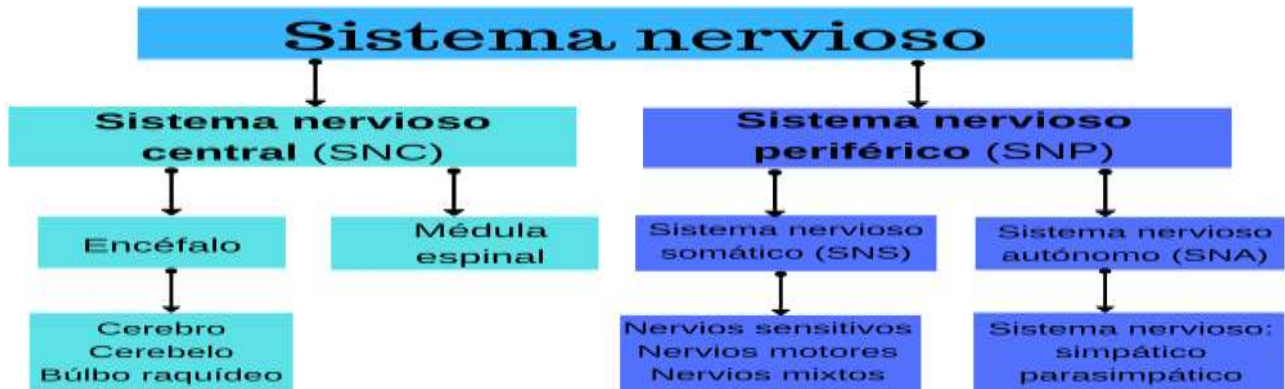 Sistema nervioso
Sistema nervioso
central (SNC)
Sistema nervioso
periférico (SNP)
Encéfalo
Médula
espinal
Sistema nervioso
somático (SNS)
Sistema nervioso
autónomo (SNA)
Cerebro
Cerebelo
Búlbo raquídeo
Nervios sensitivos
Nervios motores
Nervios mixtos
Sistema nervioso:
simpático
parasimpático